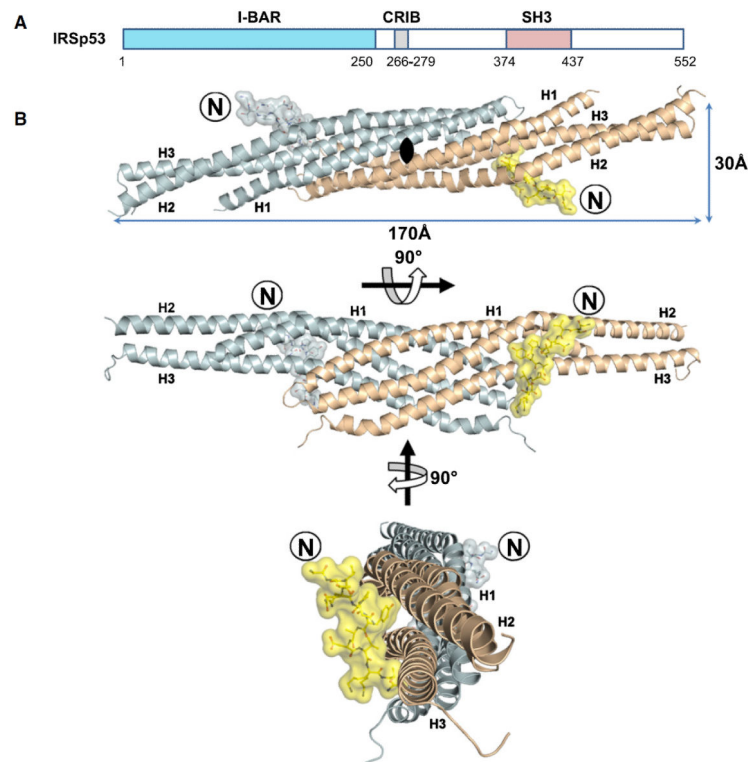 A
I-BAR CRIB SH3
IRSp53
1 250 266-279 374 437 552
B
N
H1
H3
H3
H2
H2
H1
N
30Å
170Å
90°
N
N
H2
H1
H1
H2
H3
H3
90°
N
N
H1
H2
H3